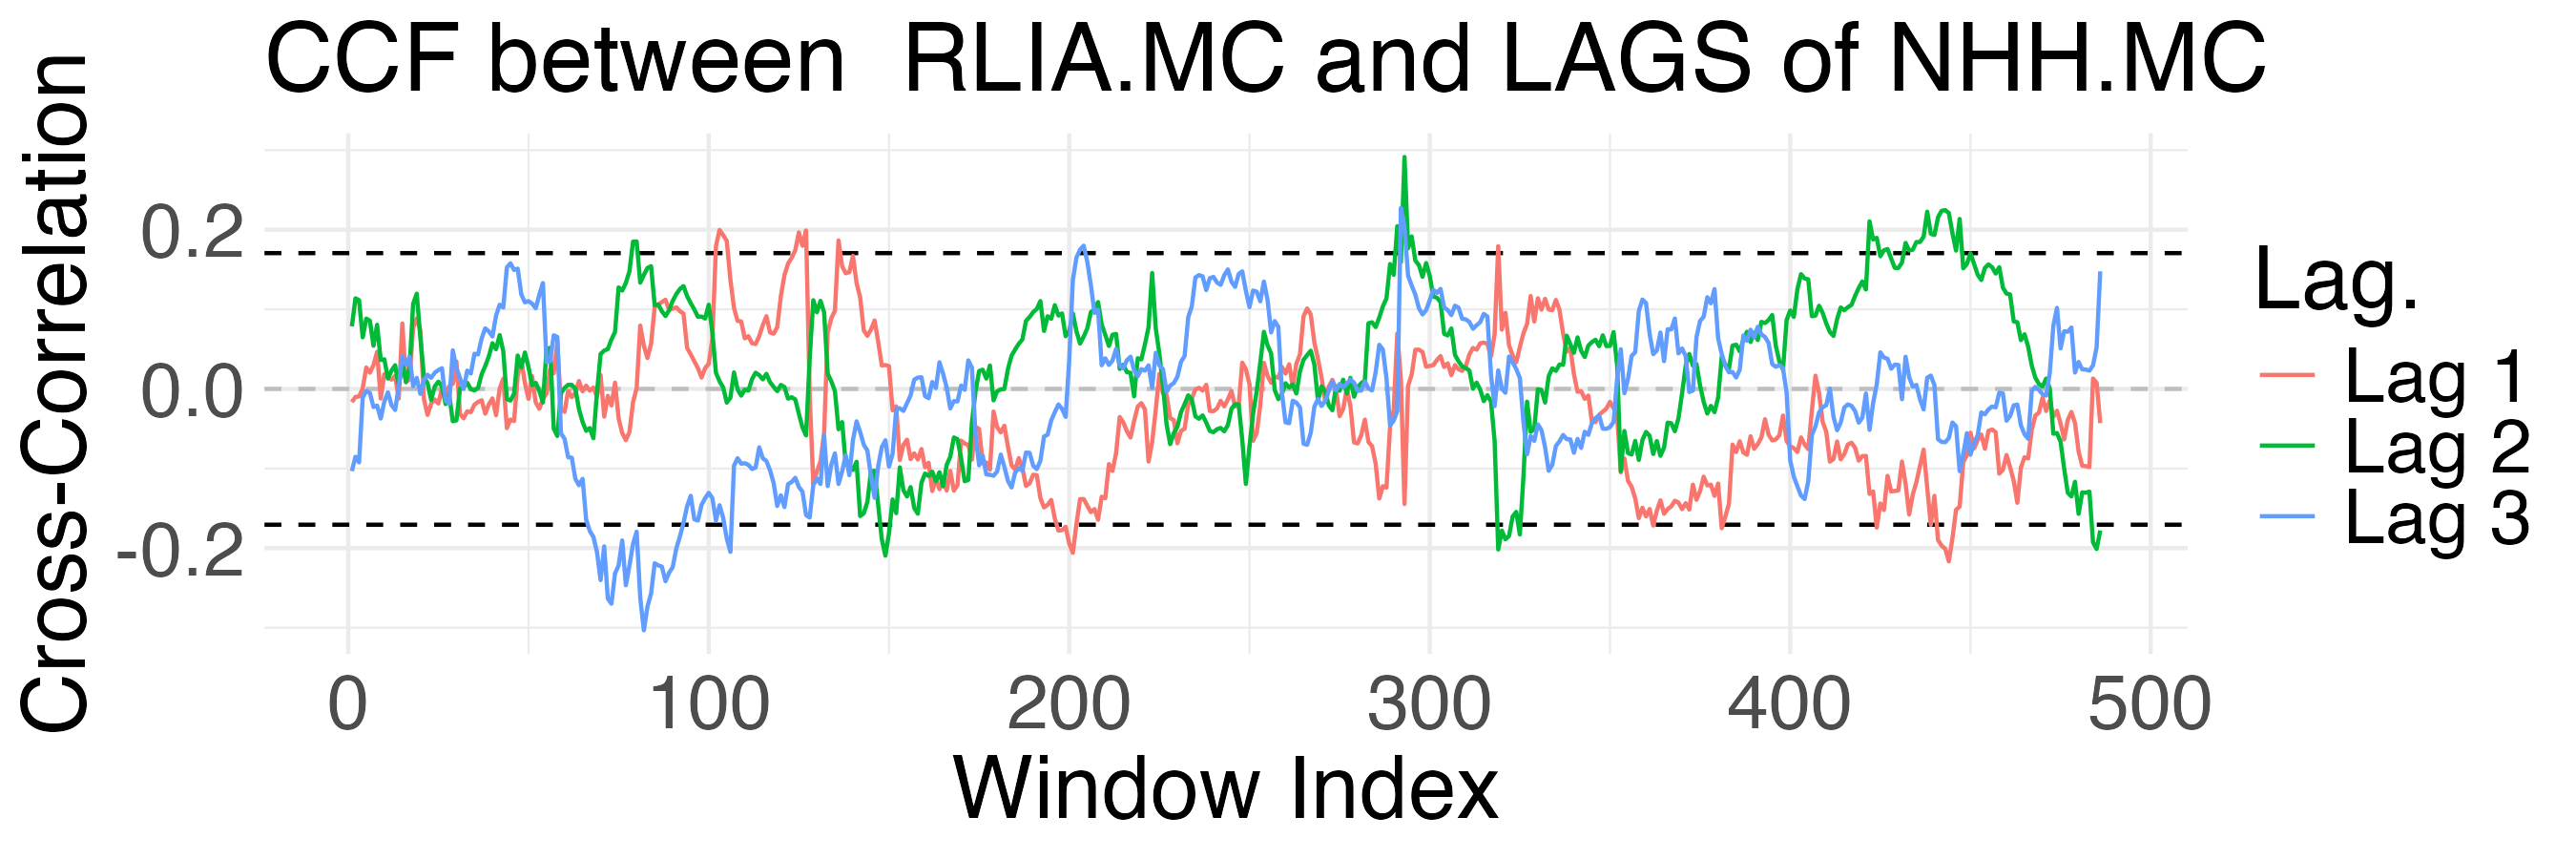 CCF between  RLIA.MC and LAGS of NHH.MC
Cross-Correlation
0.2
0.0
-0.2
0 100 200 300 400 500
Window Index
Lag.
Lag 1
Lag 2
Lag 3